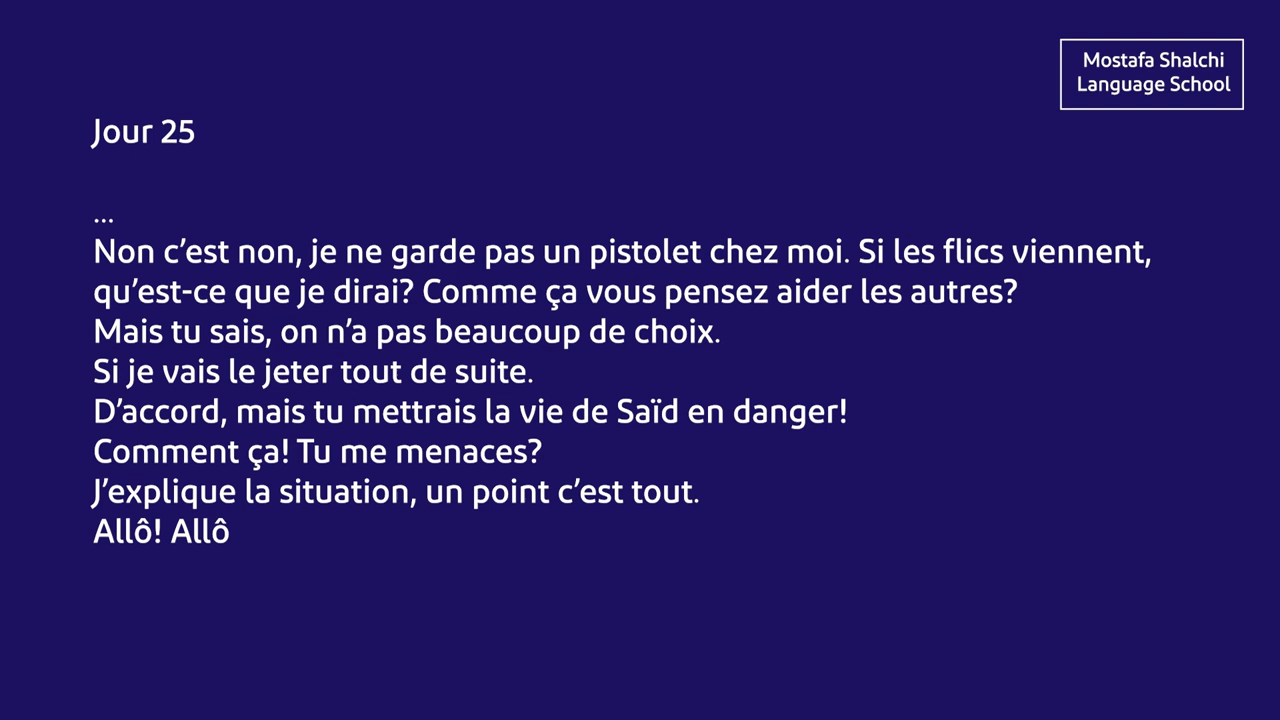 Mostafa Shalchi
Language School
Jour 25
...
Non c'est non, je ne garde pas un pistolet chez moi. Si les flics viennent,
qu'est-ce que je dirai? Comme ça vous pensez aider les autres?
Mais tu sais, on n'a pas beaucoup de choix.
Si je vais le jeter tout de suite.
D'accord, mais tu mettrais la vie de Saïd en danger!
Comment ça! Tu me menaces?
J'explique la situation, un point c'est tout.
Allô! Allô